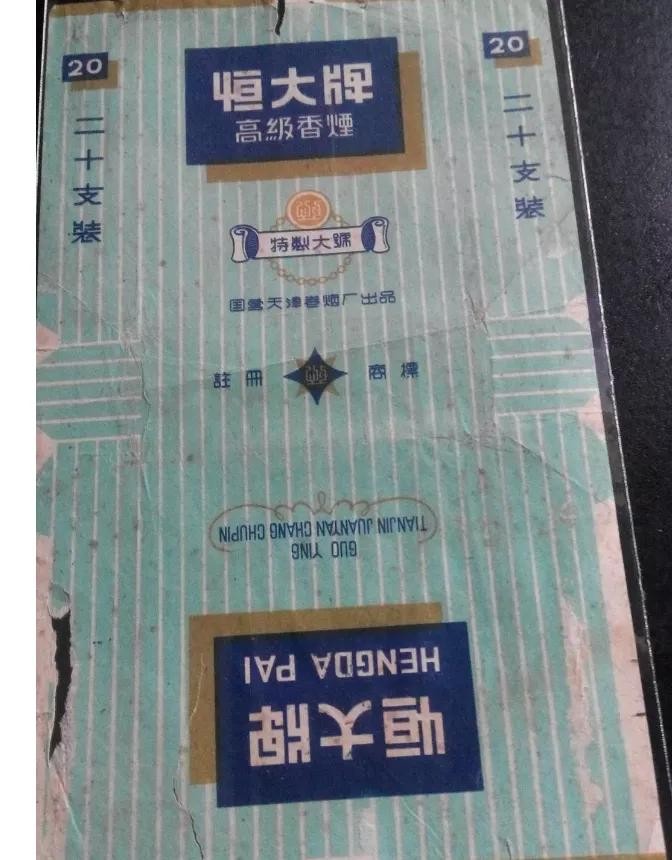 20
二十支裝
恒大牌
高級香煙
20
二十支裝
特製大號
国营天津卷烟厂出品
註冊 商標
GUO YING
TIANJIN JUANYAN CHANG CHUPIN
恒大牌
HENGDA PAI